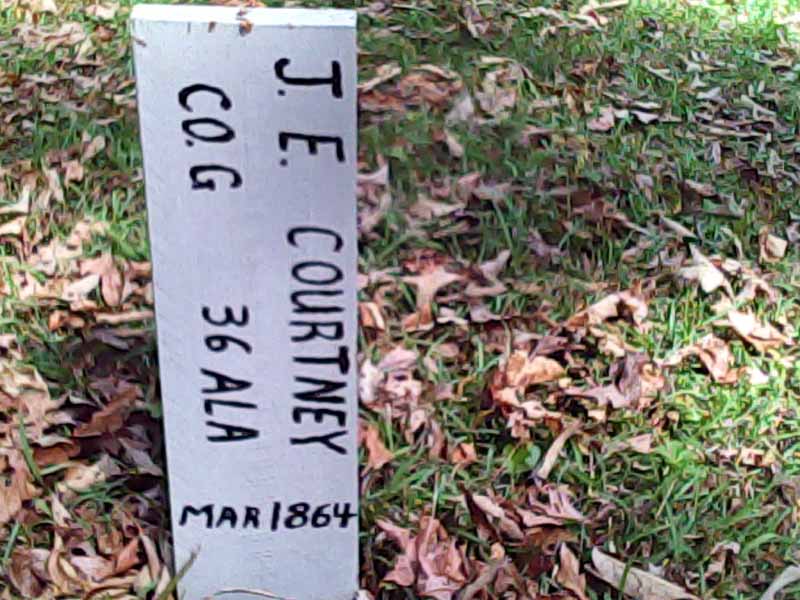 J. E. COURTNEY
CO. G 36 ALA
MAR 1864